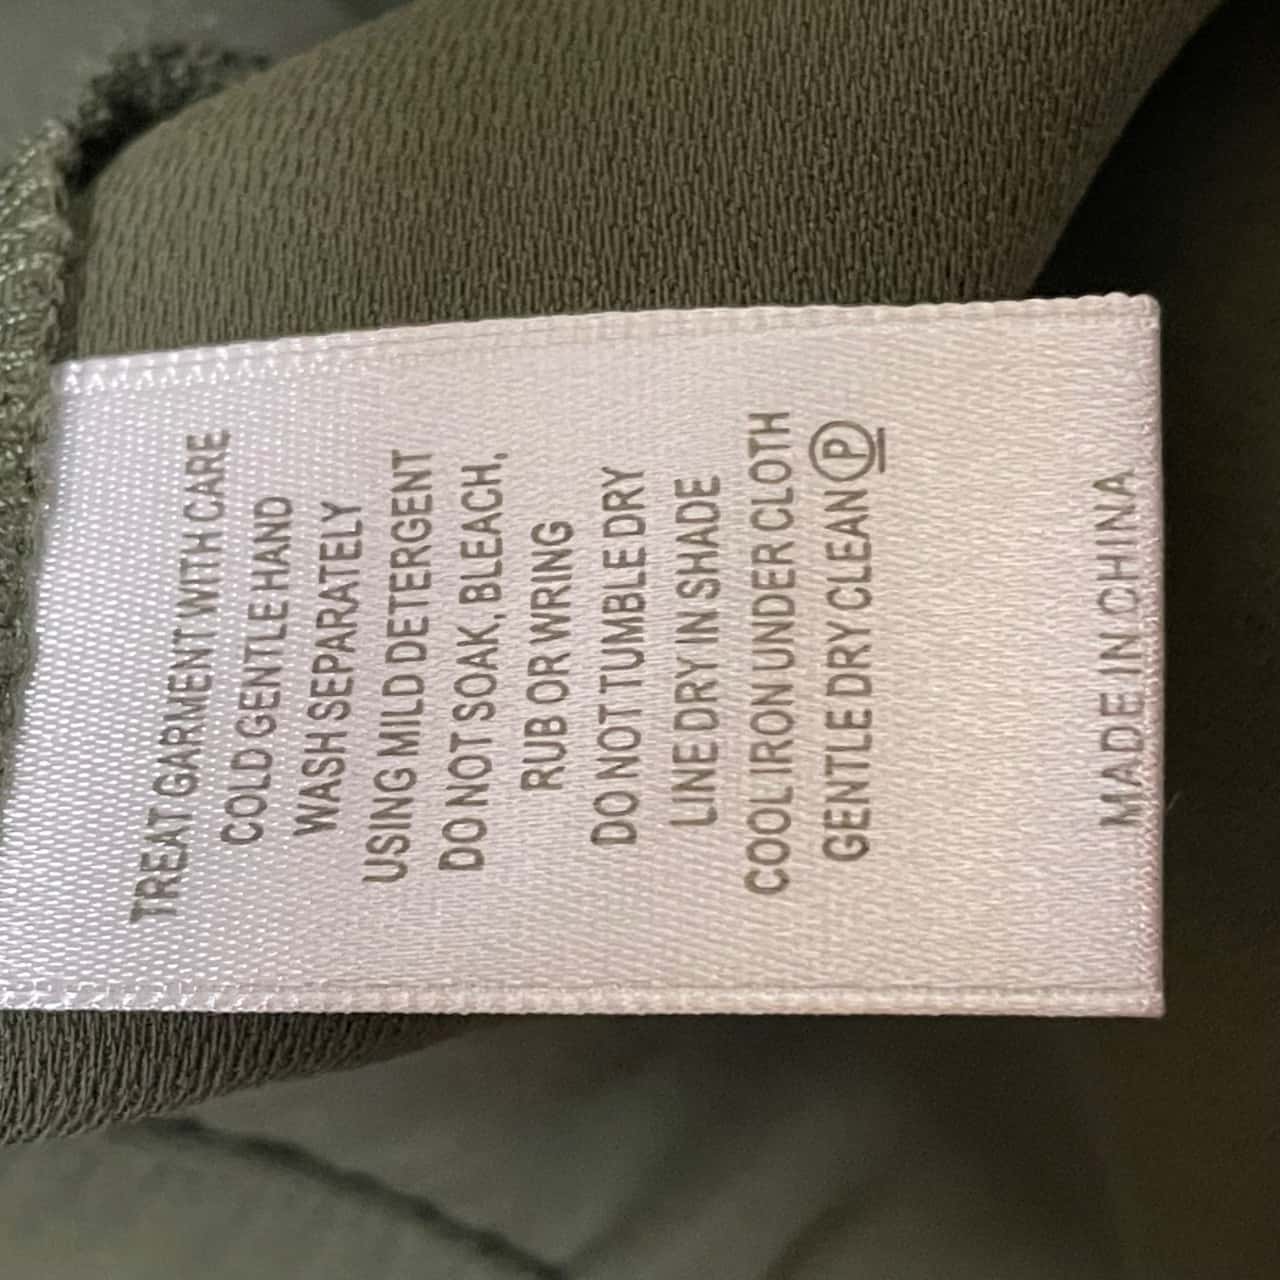 TREAT GARMENT WITH CARE
COLD GENTLE HAND
WASH SEPARATELY
USING MILD DETERGENT
DO NOT SOAK, BLEACH,
RUB OR WRING
DO NOT TUMBLE DRY
LINE DRY IN SHADE
COOL IRON UNDER CLOTH
GENTLE DRY CLEAN Ⓟ
MADE IN CHINA